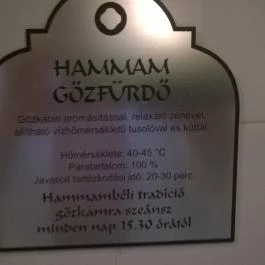 HAMMAM
GŐZFÜRDŐ
Gőzkabin aromásítással, relaxáló zenével,
állítható vízhőmérsékletű tusolóval és kúttal.
Hőmérséklete: 40-45 °C
Páratartalom: 100 %
Javasolt tartózkodási idő: 20-30 perc
Hammambéli tradíció
gőzkamra szeánsz
minden nap 15.30 órától